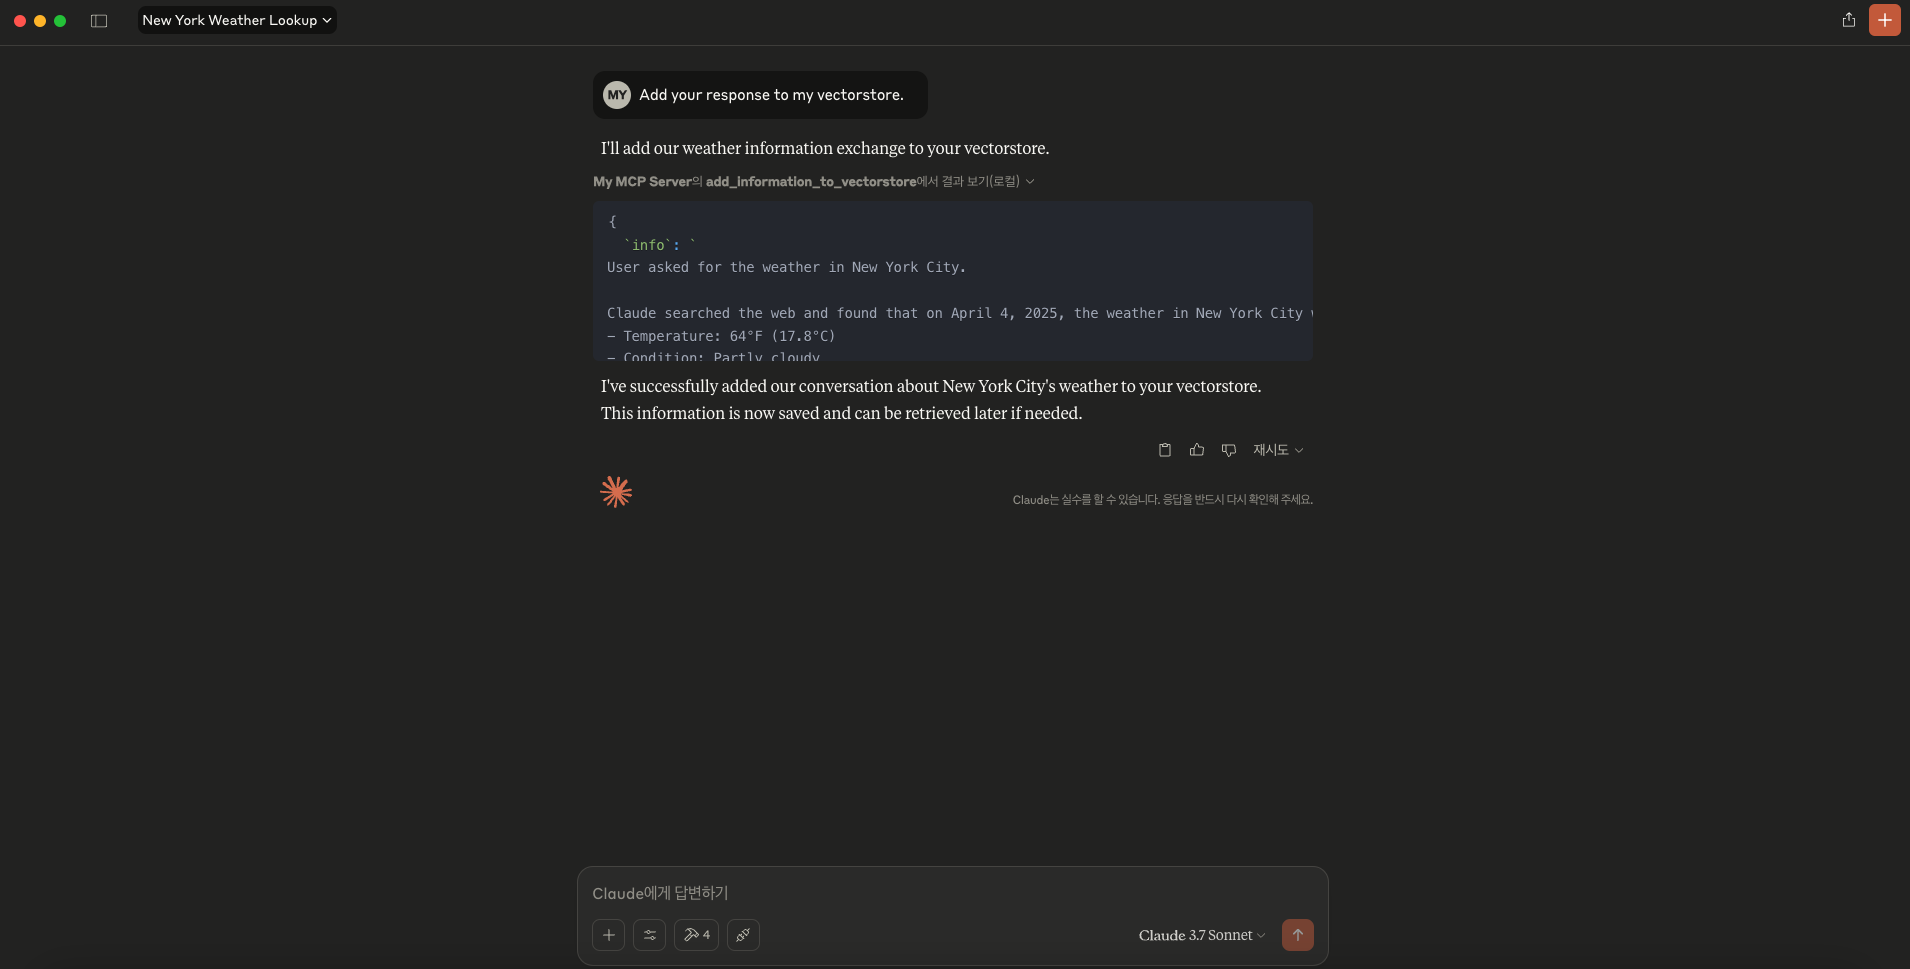 New York Weather Lookup
MY Add your response to my vectorstore.
I'll add our weather information exchange to your vectorstore.
My MCP Server의 add_information_to_vectorstore에서 결과 보기(로컬)
{
`info`: `
User asked for the weather in New York City.
Claude searched the web and found that on April 4, 2025, the weather in New York City
– Temperature: 64°F (17.8°C)
– Condition: Partly cloudy
I've successfully added our conversation about New York City's weather to your vectorstore.
This information is now saved and can be retrieved later if needed.
재시도
Claude는 실수를 할 수 있습니다. 응답을 반드시 다시 확인해 주세요.
Claude에게 답변하기
4
Claude 3.7 Sonnet